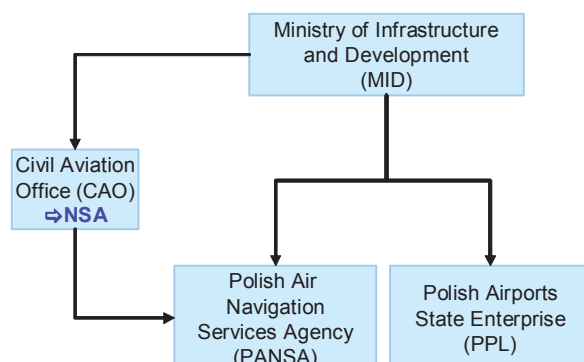 Ministry of Infrastructure
and Development
(MID)
Civil Aviation
Office (CAO)
⇨NSA
Polish Air
Navigation
Services Agency
(PANSA)
Polish Airports
State Enterprise
(PPL)